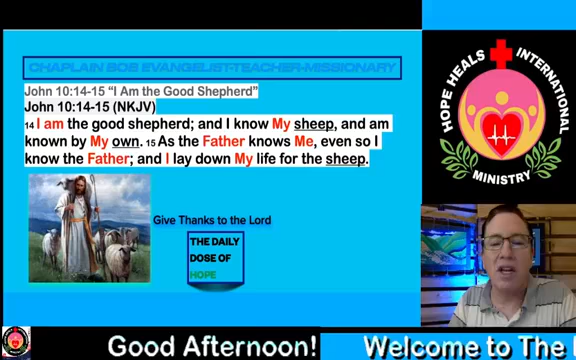 CHAPLAIN BOB EVANGELIST-TEACHER-MISSIONARY
John 10:14-15 “I Am the Good Shepherd”
John 10:14-15 (NKJV)
14 I am the good shepherd; and I know My sheep, and am
known by My own. 15 As the Father knows Me, even so I
know the Father; and I lay down My life for the sheep.
Give Thanks to the Lord
THE DAILY
DOSE OF
HOPE
HOPE HEALS INTERNATIONAL
MINISTRY
Good Afternoon! Welcome to The